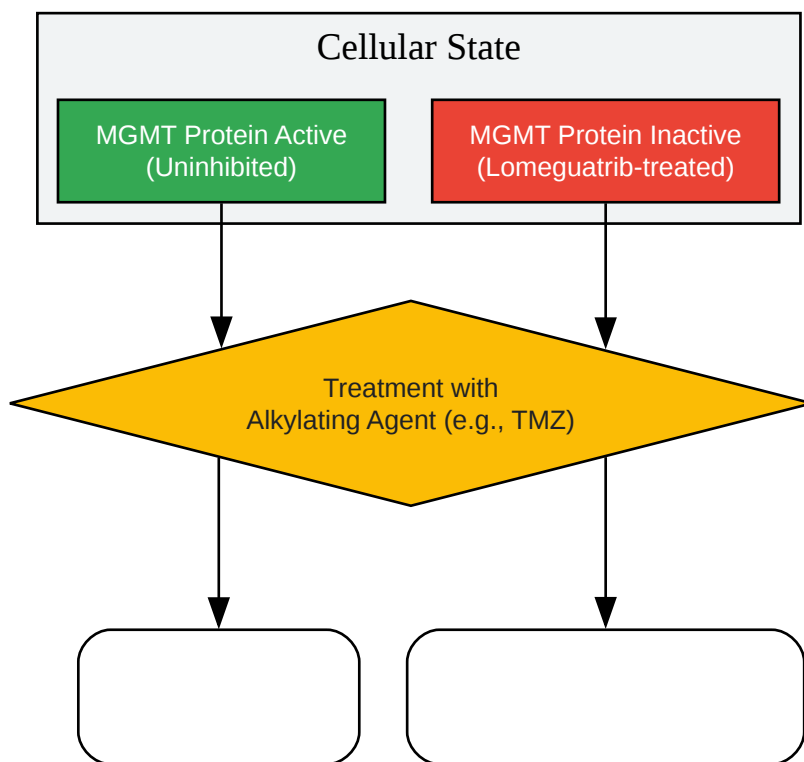 Cellular State
MGMT Protein Active
(Uninhibited)
MGMT Protein Inactive
(Lomeguatrib-treated)
Treatment with
Alkylating Agent (e.g., TMZ)